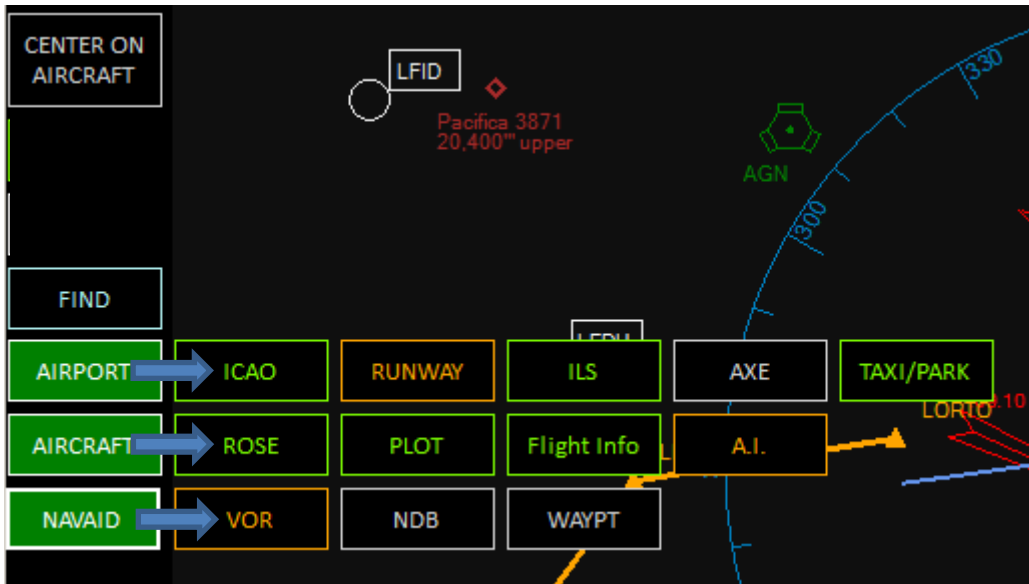 CENTER ON
AIRCRAFT
LFID
Pacifica 3871
20,400''' upper
AGN
330
300
FIND
AIRPORT ICAO RUNWAY ILS AXE TAXI/PARK
LORTO
AIRCRAFT ROSE PLOT Flight Info A.I.
NAVAID VOR NDB WAYPT